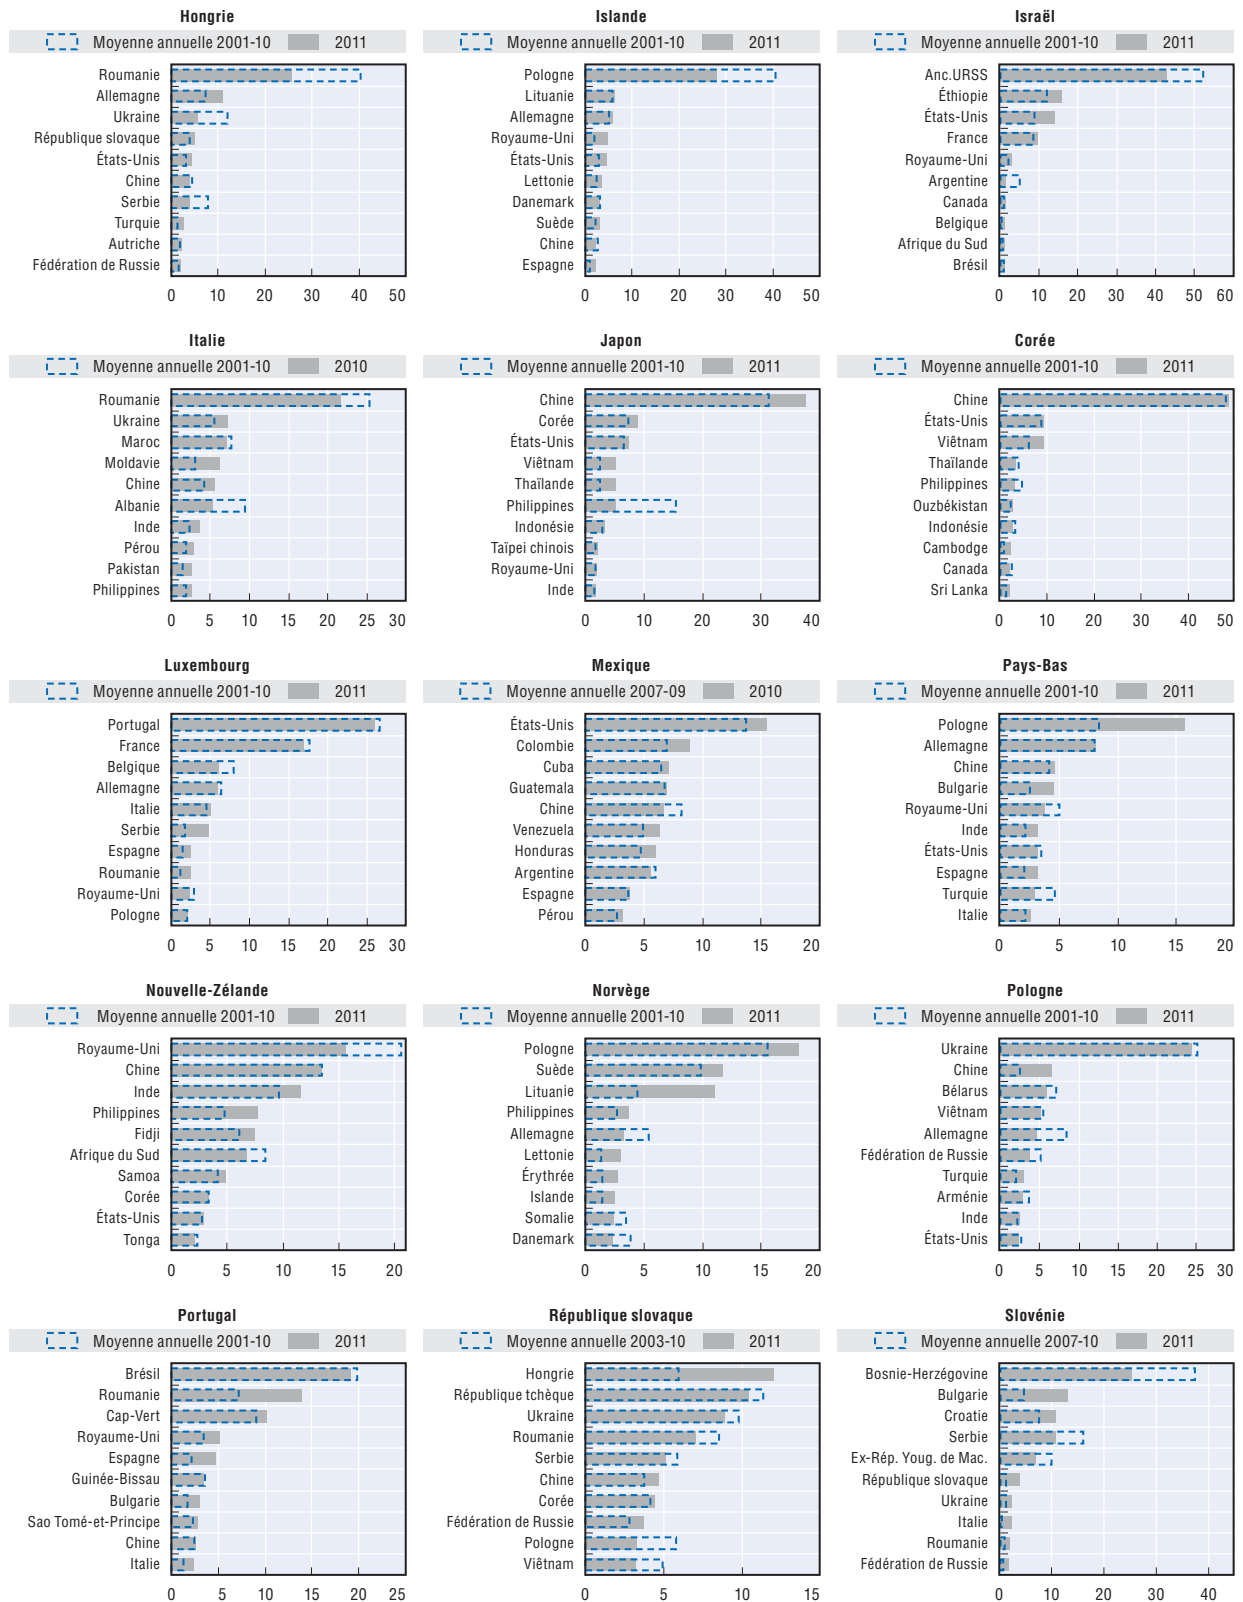 Hongrie
Moyenne annuelle 2001-10 2011
Roumanie
Allemagne
Ukraine
République slovaque
États-Unis
Chine
Serbie
Turquie
Autriche
Fédération de Russie
0 10 20 30 40 50
Islande
Moyenne annuelle 2001-10 2011
Pologne
Lituanie
Allemagne
Royaume-Uni
États-Unis
Lettonie
Danemark
Suède
Chine
Espagne
0 10 20 30 40 50
Israël
Moyenne annuelle 2001-10 2011
Anc.URSS
Éthiopie
États-Unis
France
Royaume-Uni
Argentine
Canada
Belgique
Afrique du Sud
Brésil
0 10 20 30 40 50 60
Italie
Moyenne annuelle 2001-10 2010
Roumanie
Ukraine
Maroc
Moldavie
Chine
Albanie
Inde
Pérou
Pakistan
Philippines
0 5 10 15 20 25 30
Japon
Moyenne annuelle 2001-10 2011
Chine
Corée
États-Unis
Viêtnam
Thaïlande
Philippines
Indonésie
Taïpei chinois
Royaume-Uni
Inde
0 10 20 30 40
Corée
Moyenne annuelle 2001-10 2011
Chine
États-Unis
Viêtnam
Thaïlande
Philippines
Ouzbékistan
Indonésie
Cambodge
Canada
Sri Lanka
0 10 20 30 40 50
Luxembourg
Moyenne annuelle 2001-10 2011
Portugal
France
Belgique
Allemagne
Italie
Serbie
Espagne
Roumanie
Royaume-Uni
Pologne
0 5 10 15 20 25 30
Mexique
Moyenne annuelle 2007-09 2010
États-Unis
Colombie
Cuba
Guatemala
Chine
Venezuela
Honduras
Argentine
Espagne
Pérou
0 5 10 15 20
Pays-Bas
Moyenne annuelle 2001-10 2011
Pologne
Allemagne
Chine
Bulgarie
Royaume-Uni
Inde
États-Unis
Espagne
Turquie
Italie
0 5 10 15 20
Nouvelle-Zélande
Moyenne annuelle 2001-10 2011
Royaume-Uni
Chine
Inde
Philippines
Fidji
Afrique du Sud
Samoa
Corée
États-Unis
Tonga
0 5 10 15 20
Norvège
Moyenne annuelle 2001-10 2011
Pologne
Suède
Lituanie
Philippines
Allemagne
Lettonie
Érythrée
Islande
Somalie
Danemark
0 5 10 15 20
Pologne
Moyenne annuelle 2001-10 2011
Ukraine
Chine
Bélarus
Viêtnam
Allemagne
Fédération de Russie
Turquie
Arménie
Inde
États-Unis
0 5 10 15 20 25 30
Portugal
Moyenne annuelle 2001-10 2011
Brésil
Roumanie
Cap-Vert
Royaume-Uni
Espagne
Guinée-Bissau
Bulgarie
Sao Tomé-et-Principe
Chine
Italie
0 5 10 15 20 25
République slovaque
Moyenne annuelle 2003-10 2011
Hongrie
République tchèque
Ukraine
Roumanie
Serbie
Chine
Corée
Fédération de Russie
Pologne
Viêtnam
0 5 10 15
Slovénie
Moyenne annuelle 2007-10 2011
Bosnie-Herzégovine
Bulgarie
Croatie
Serbie
Ex-Rép. Youg. de Mac.
République slovaque
Ukraine
Italie
Roumanie
Fédération de Russie
0 10 20 30 40